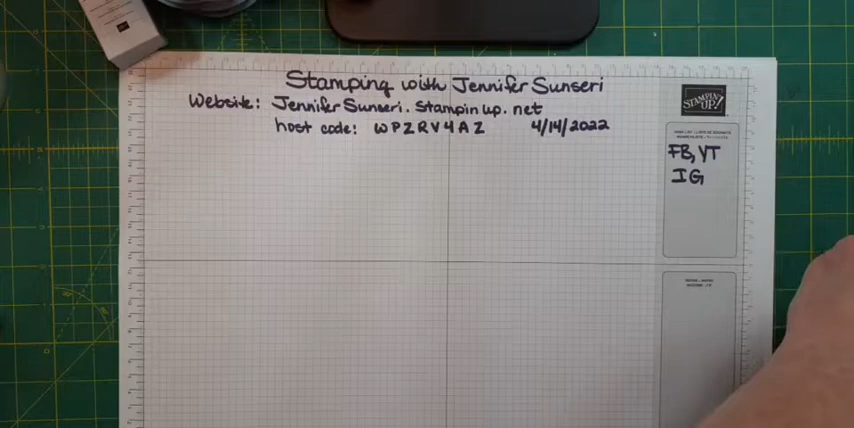 Stamping with Jennifer Sunseri
Website: JenniferSunseri.stampinup.net
host code: WPZRV4AZ 4/14/2022
STAMPIN' UP!
FB, YT
IG